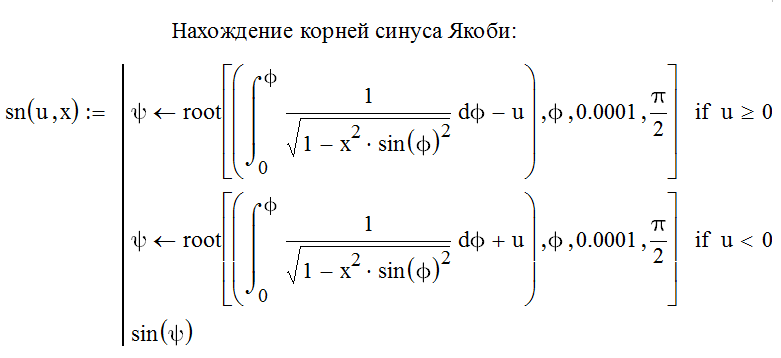 Нахождение корней синуса Якоби:
sn(u,x) := ψ ← root[(∫₀^ϕ 1/√(1 − x²·sin(ϕ)²) dϕ − u), ϕ, 0.0001, π/2] if u ≥ 0
ψ ← root[(∫₀^ϕ 1/√(1 − x²·sin(ϕ)²) dϕ + u), ϕ, 0.0001, π/2] if u < 0
sin(ψ)